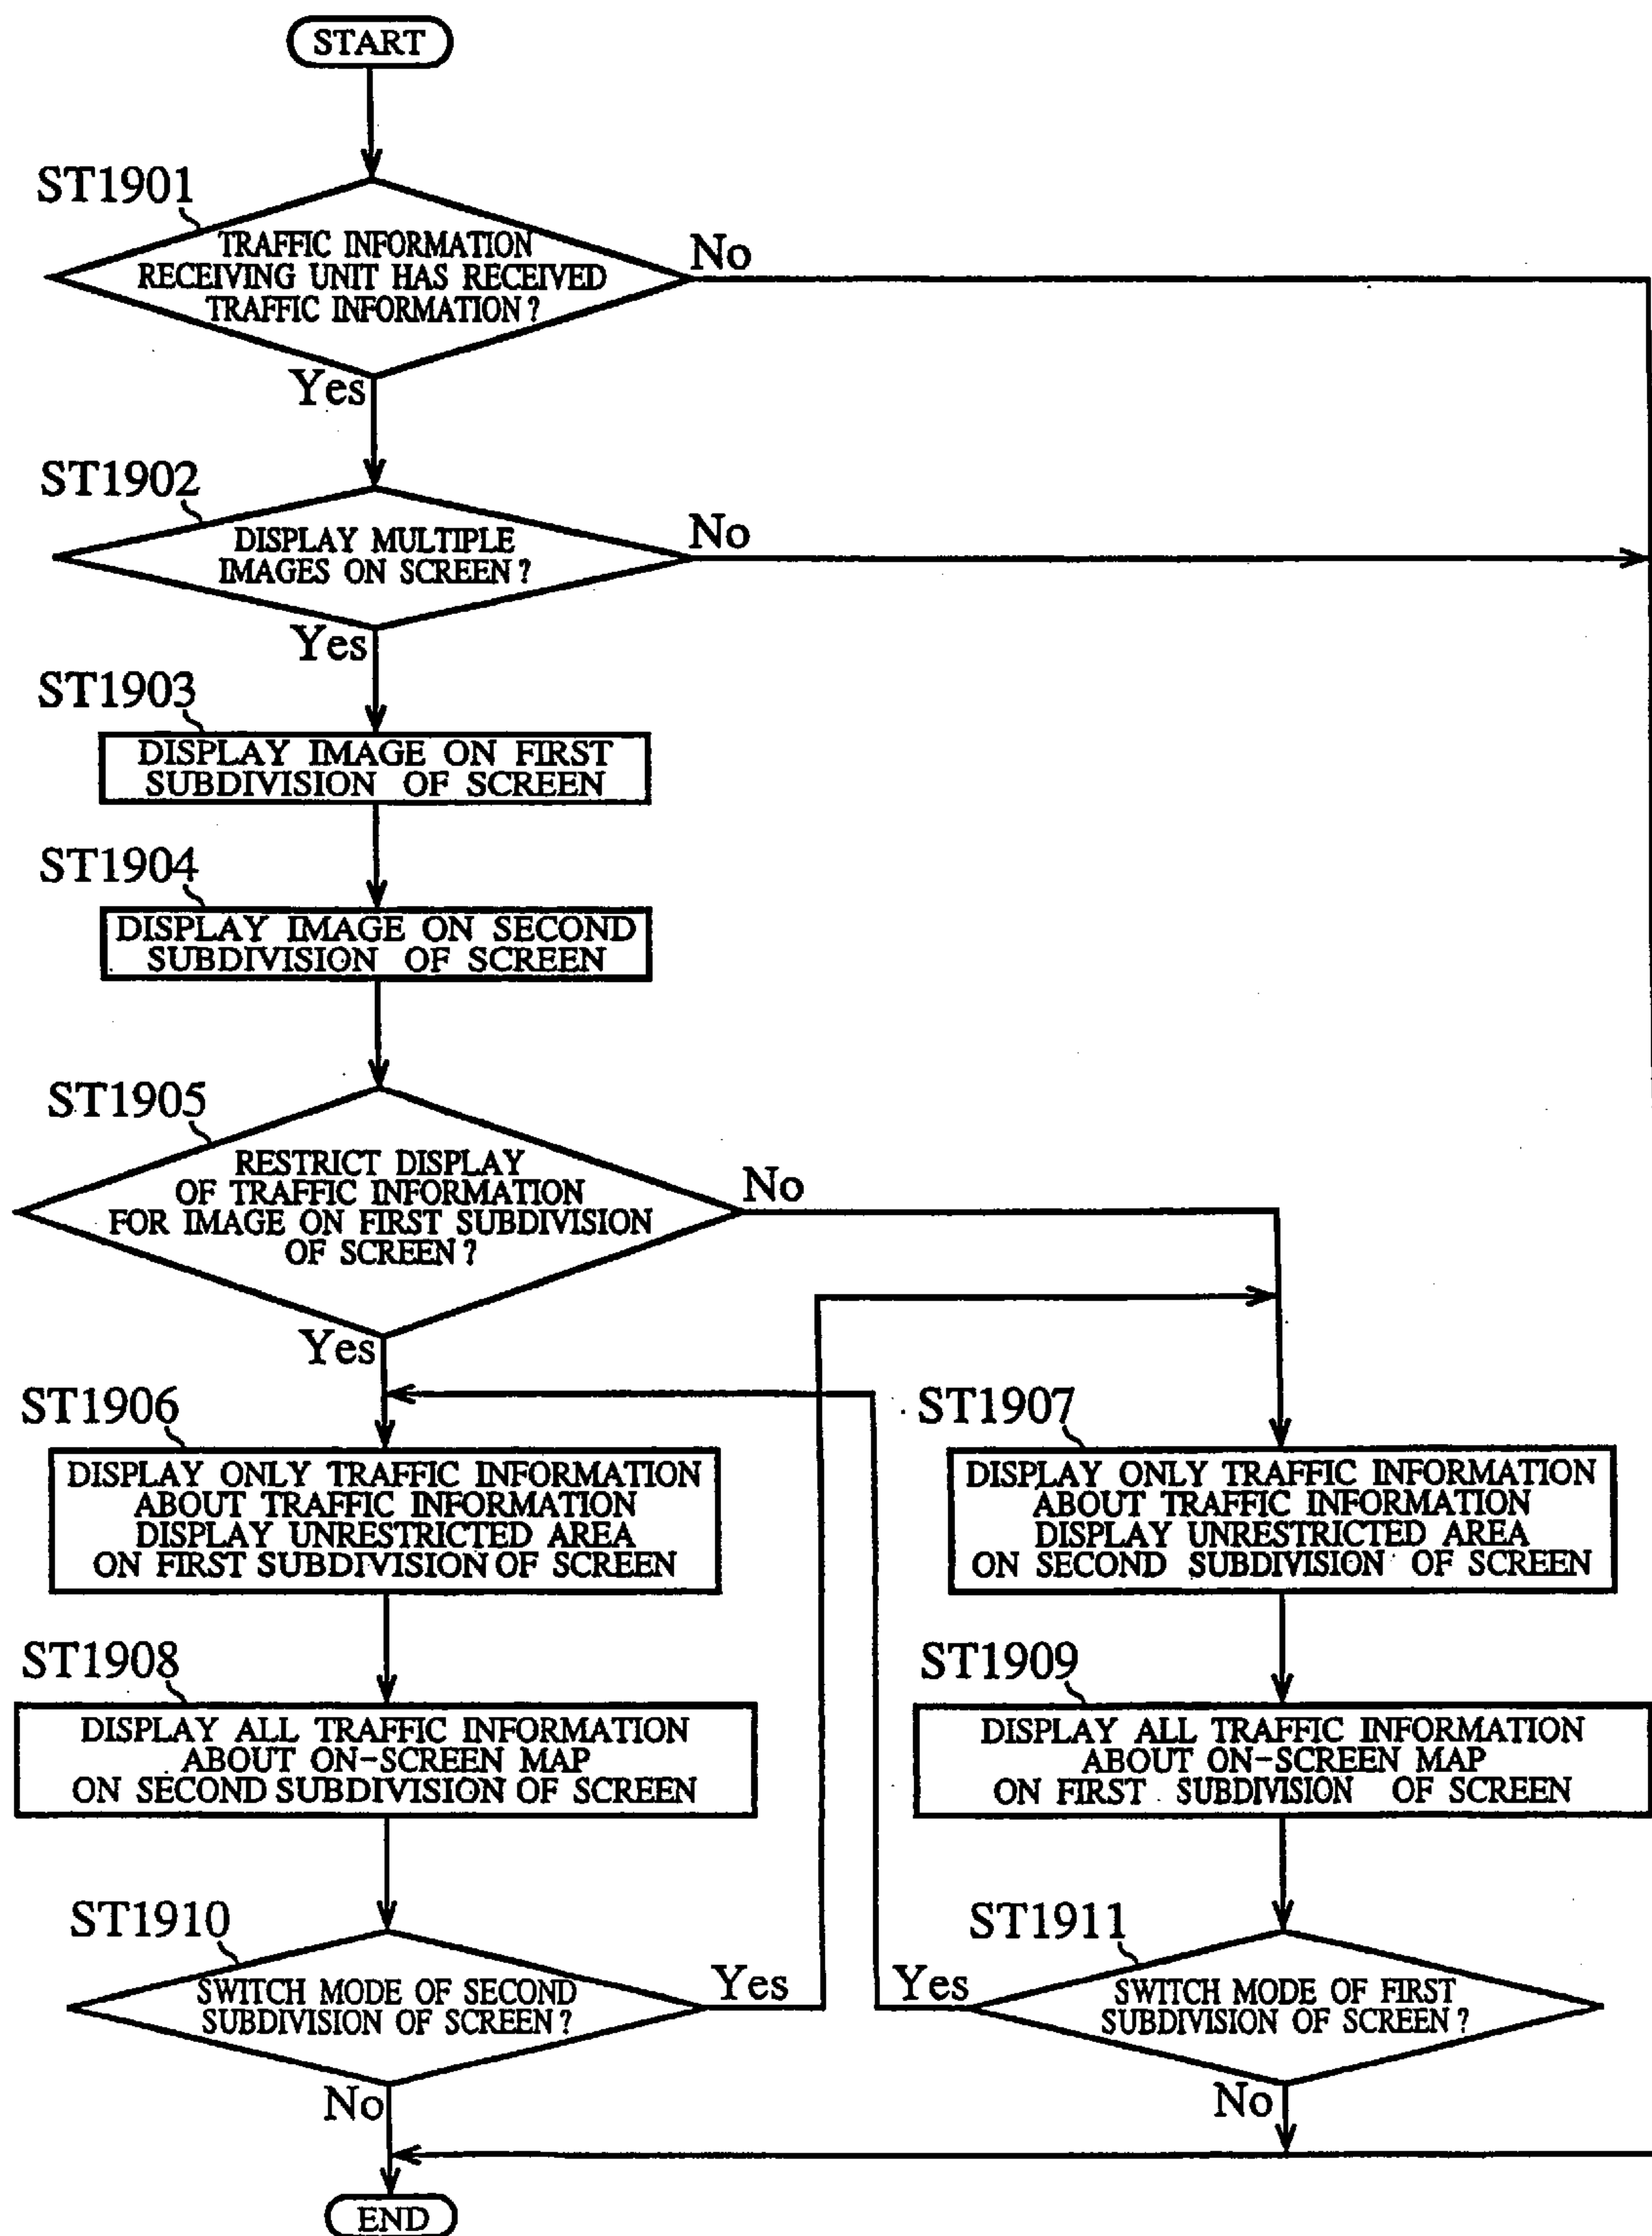 START
ST1901
TRAFFIC INFORMATION
RECEIVING UNIT HAS RECEIVED
TRAFFIC INFORMATION?
No
Yes
ST1902
DISPLAY MULTIPLE
IMAGES ON SCREEN?
No
Yes
ST1903
DISPLAY IMAGE ON FIRST
SUBDIVISION OF SCREEN
ST1904
DISPLAY IMAGE ON SECOND
SUBDIVISION OF SCREEN
ST1905
RESTRICT DISPLAY
OF TRAFFIC INFORMATION
FOR IMAGE ON FIRST SUBDIVISION
OF SCREEN?
No
Yes
ST1906
DISPLAY ONLY TRAFFIC INFORMATION
ABOUT TRAFFIC INFORMATION
DISPLAY UNRESTRICTED AREA
ON FIRST SUBDIVISION OF SCREEN
ST1907
DISPLAY ONLY TRAFFIC INFORMATION
ABOUT TRAFFIC INFORMATION
DISPLAY UNRESTRICTED AREA
ON SECOND SUBDIVISION OF SCREEN
ST1908
DISPLAY ALL TRAFFIC INFORMATION
ABOUT ON-SCREEN MAP
ON SECOND SUBDIVISION OF SCREEN
ST1909
DISPLAY ALL TRAFFIC INFORMATION
ABOUT ON-SCREEN MAP
ON FIRST SUBDIVISION OF SCREEN
ST1910
SWITCH MODE OF SECOND
SUBDIVISION OF SCREEN?
Yes
No
ST1911
Yes
SWITCH MODE OF FIRST
SUBDIVISION OF SCREEN?
No
END